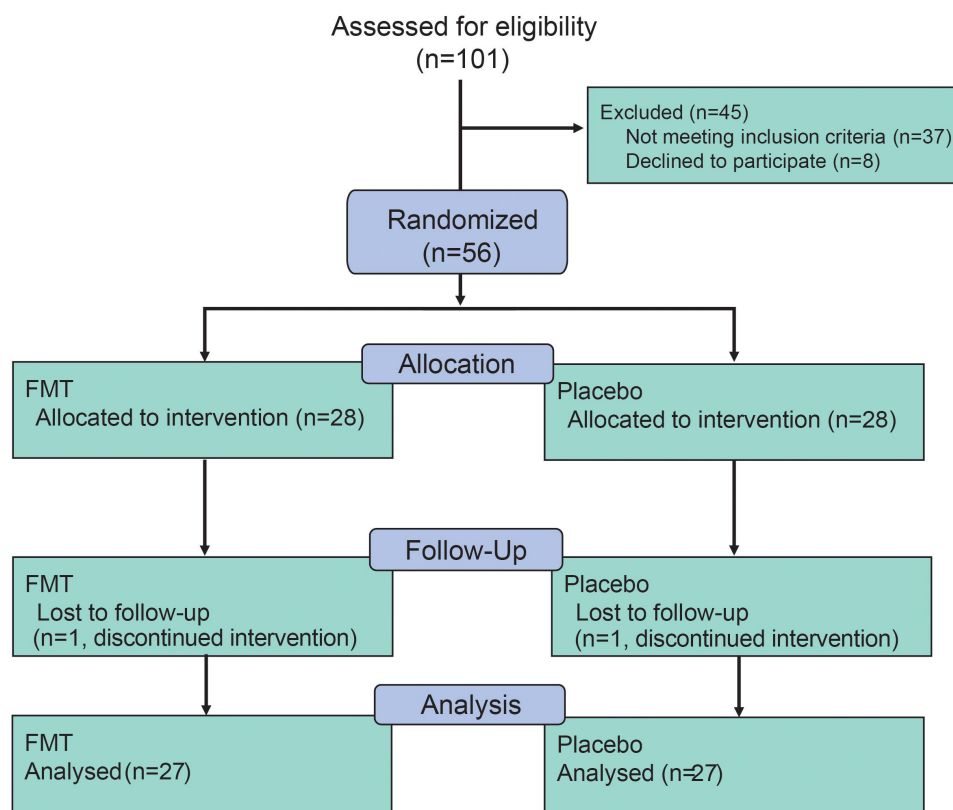 Assessed for eligibility
(n=101)
Excluded (n=45)
Not meeting inclusion criteria (n=37)
Declined to participate (n=8)
Randomized
(n=56)
Allocation
FMT
Allocated to intervention (n=28)
Placebo
Allocated to intervention (n=28)
Follow-Up
FMT
Lost to follow-up
(n=1, discontinued intervention)
Placebo
Lost to follow-up
(n=1, discontinued intervention)
Analysis
FMT
Analysed (n=27)
Placebo
Analysed (n=27)